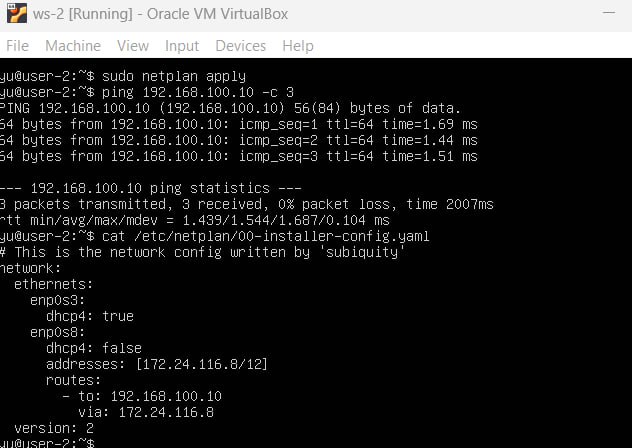 ws-2 [Running] - Oracle VM VirtualBox
File Machine View Input Devices Help
yu@user-2:~$ sudo netplan apply
yu@user-2:~$ ping 192.168.100.10 -c 3
PING 192.168.100.10 (192.168.100.10) 56(84) bytes of data.
64 bytes from 192.168.100.10: icmp_seq=1 ttl=64 time=1.69 ms
64 bytes from 192.168.100.10: icmp_seq=2 ttl=64 time=1.44 ms
64 bytes from 192.168.100.10: icmp_seq=3 ttl=64 time=1.51 ms
--- 192.168.100.10 ping statistics ---
3 packets transmitted, 3 received, 0% packet loss, time 2007ms
rtt min/avg/max/mdev = 1.439/1.544/1.687/0.104 ms
yu@user-2:~$ cat /etc/netplan/00-installer-config.yaml
# This is the network config written by 'subiquity'
network:
  ethernets:
    enp0s3:
      dhcp4: true
    enp0s8:
      dhcp4: false
      addresses: [172.24.116.8/12]
      routes:
        - to: 192.168.100.10
          via: 172.24.116.8
  version: 2
yu@user-2:~$